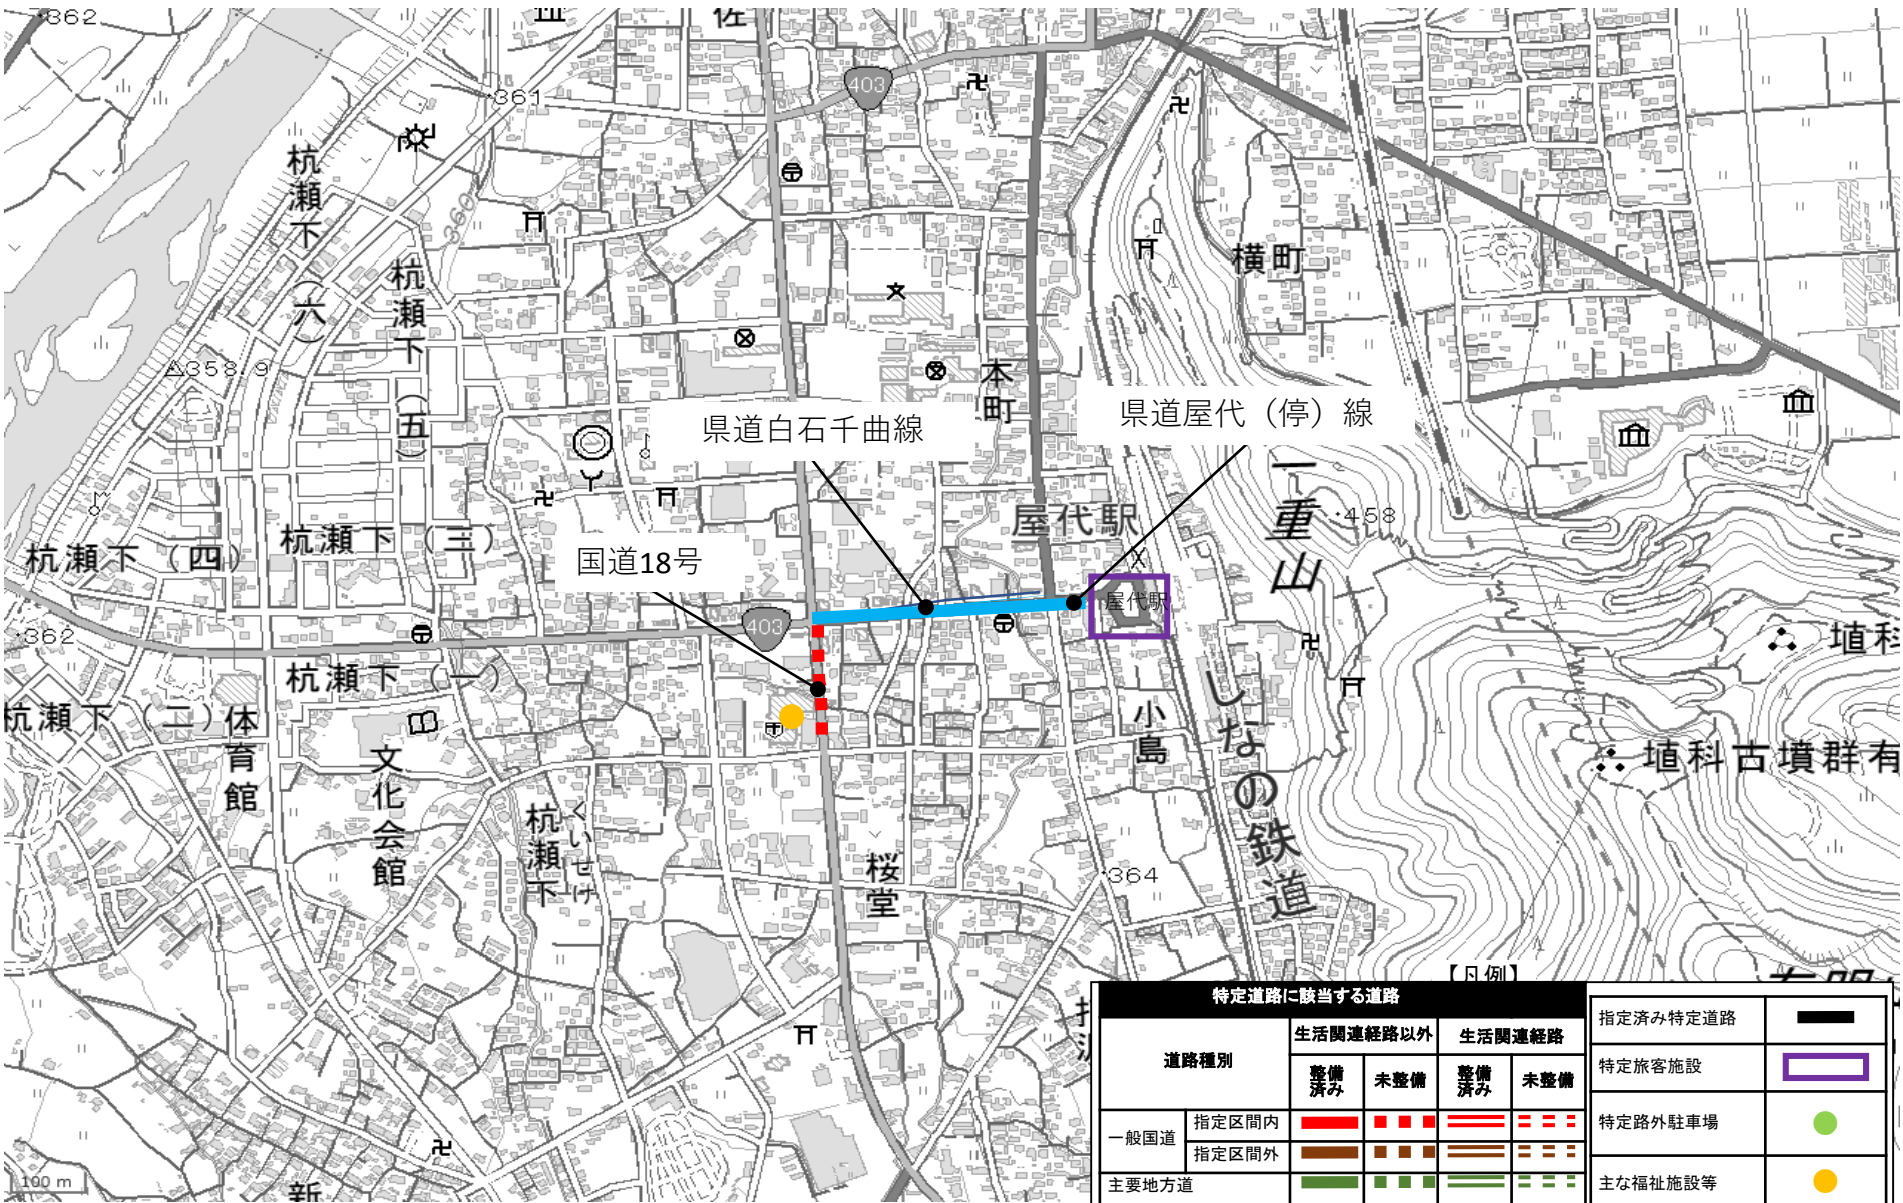 362
佐
403
361
杭瀬下(六)
360
杭瀬下(五)
横町
358.9
本町
県道白石千曲線
県道屋代（停）線
一重山
458
屋代駅
杭瀬下(三)
杭瀬下(四)
国道18号
屋代駅
403
362
杭瀬下(一)
杭瀬下(二)
体育館
文化会館
杭瀬下
くいせけ
小島
しなの鉄道
埴科
埴科古墳群有
桜堂
364
新
100 m
【凡例】
特定道路に該当する道路
道路種別
生活関連経路以外
生活関連経路
整備済み
未整備
整備済み
未整備
一般国道
指定区間内
指定区間外
主要地方道
指定済み特定道路
特定旅客施設
特定路外駐車場
主な福祉施設等